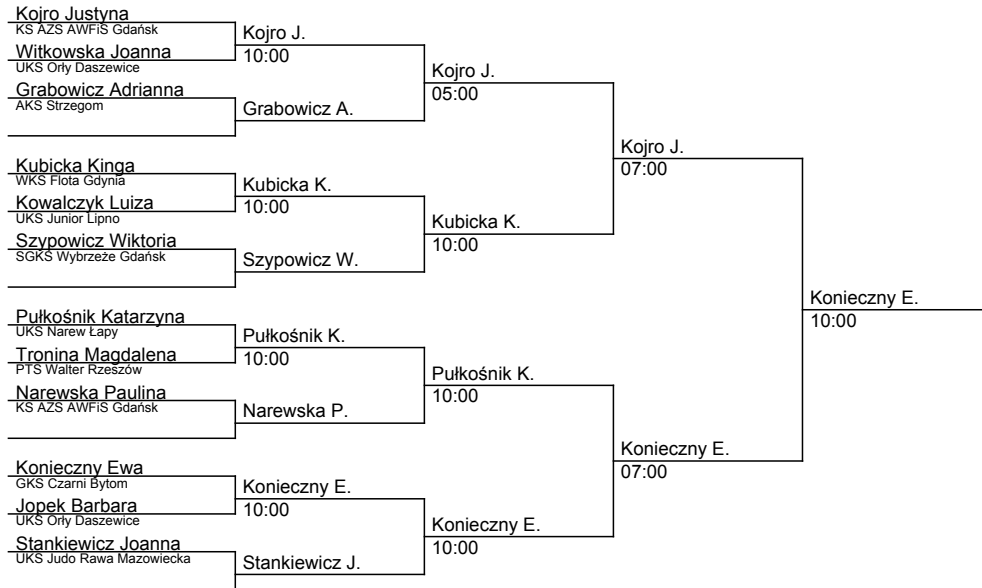 Kojro Justyna
KS AZS AWFiS Gdańsk
Witkowska Joanna
UKS Orły Daszewice
Grabowicz Adrianna
AKS Strzegom
Kubicka Kinga
WKS Flota Gdynia
Kowalczyk Luiza
UKS Junior Lipno
Szypowicz Wiktoria
SGKS Wybrzeże Gdańsk
Pułkośnik Katarzyna
UKS Narew Łapy
Tronina Magdalena
PTS Walter Rzeszów
Narewska Paulina
KS AZS AWFiS Gdańsk
Konieczny Ewa
GKS Czarni Bytom
Jopek Barbara
UKS Orły Daszewice
Stankiewicz Joanna
UKS Judo Rawa Mazowiecka
Kojro J.
10:00
Grabowicz A.
Kubicka K.
10:00
Szypowicz W.
Pułkośnik K.
10:00
Narewska P.
Konieczny E.
10:00
Stankiewicz J.
Kojro J.
05:00
Kubicka K.
10:00
Pułkośnik K.
10:00
Konieczny E.
10:00
Kojro J.
07:00
Konieczny E.
07:00
Konieczny E.
10:00